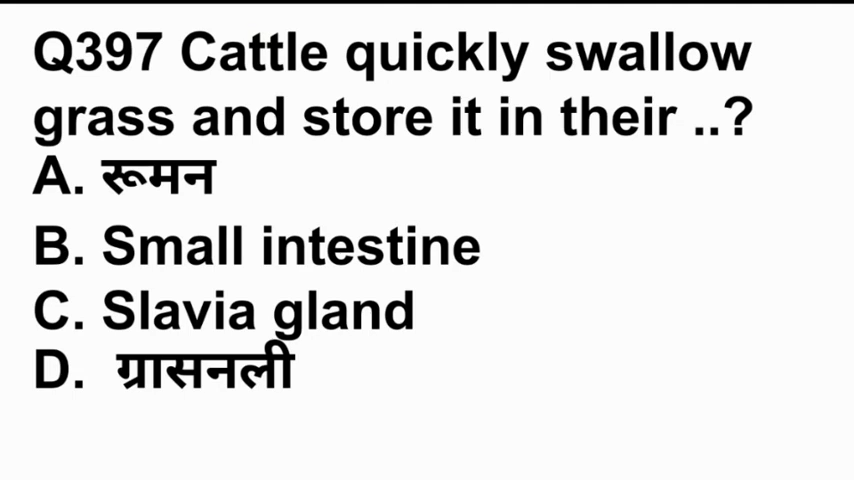 Q397 Cattle quickly swallow
grass and store it in their ..?
A. रूमन
B. Small intestine
C. Slavia gland
D. ग्रासनली